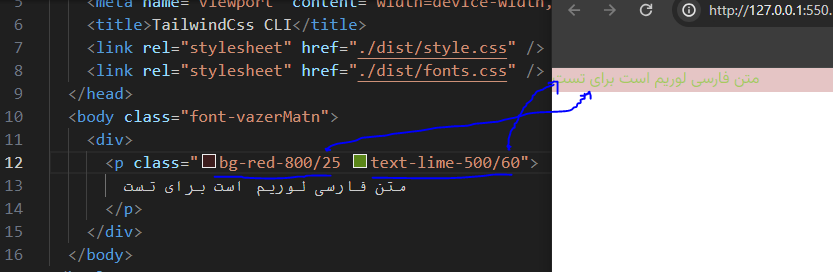 5 <meta name="viewport" content="width=device-width,
6 <title>TailwindCss CLI</title>
7 <link rel="stylesheet" href="./dist/style.css" />
8 <link rel="stylesheet" href="./dist/fonts.css" />
9 </head>
10 <body class="font-vazerMatn">
11 <div>
12 <p class="bg-red-800/25 text-lime-500/60">
13 متن فارسی لوریم است برای تست
14 </p>
15 </div>
16 </body>
http://127.0.0.1:550
متن فارسی لوریم است برای تست